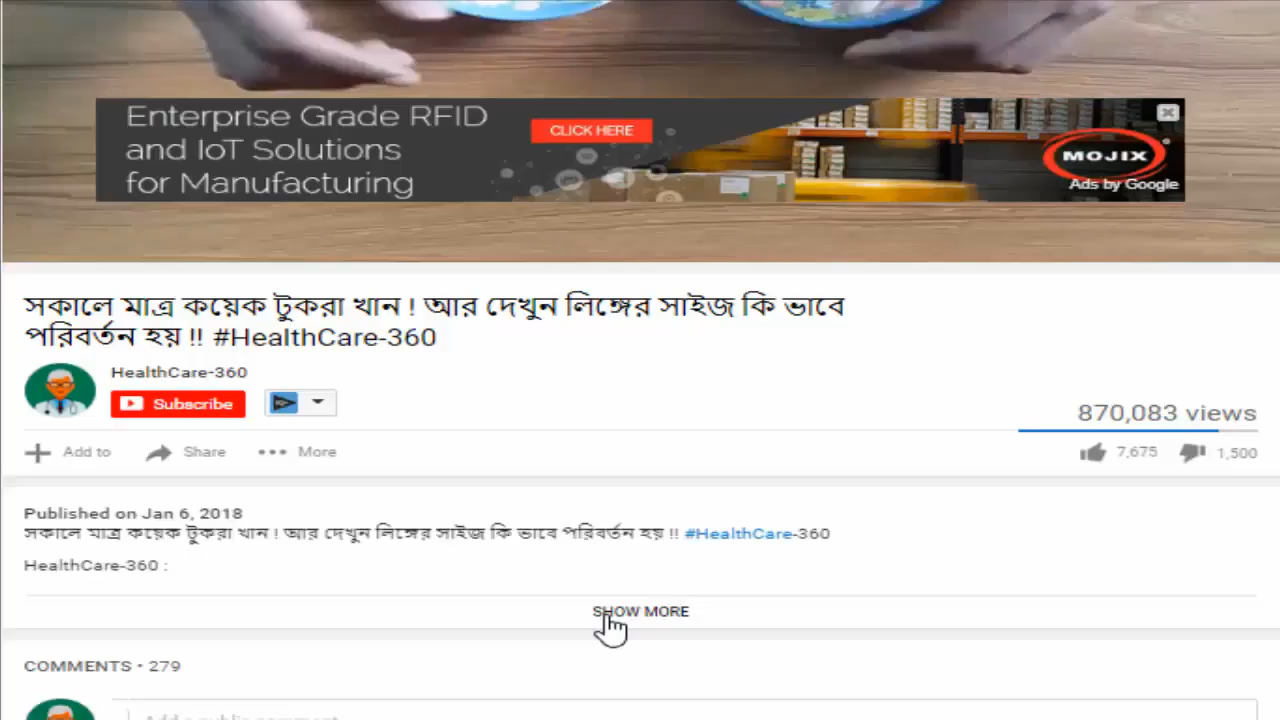 Enterprise Grade RFID
and IoT Solutions
for Manufacturing
CLICK HERE
MOJIX
Ads by Google
সকালে মাত্র কয়েক টুকরা খান ! আর দেখুন লিঙ্গের সাইজ কি ভাবে
পরিবর্তন হয় !! #HealthCare-360
HealthCare-360
Subscribe
870,083 views
Add to Share More 7,675 1,500
Published on Jan 6, 2018
সকালে মাত্র কয়েক টুকরা খান ! আর দেখুন লিঙ্গের সাইজ কি ভাবে পরিবর্তন হয় !! #HealthCare-360
HealthCare-360 :
SHOW MORE
COMMENTS • 279
Add a public comment...